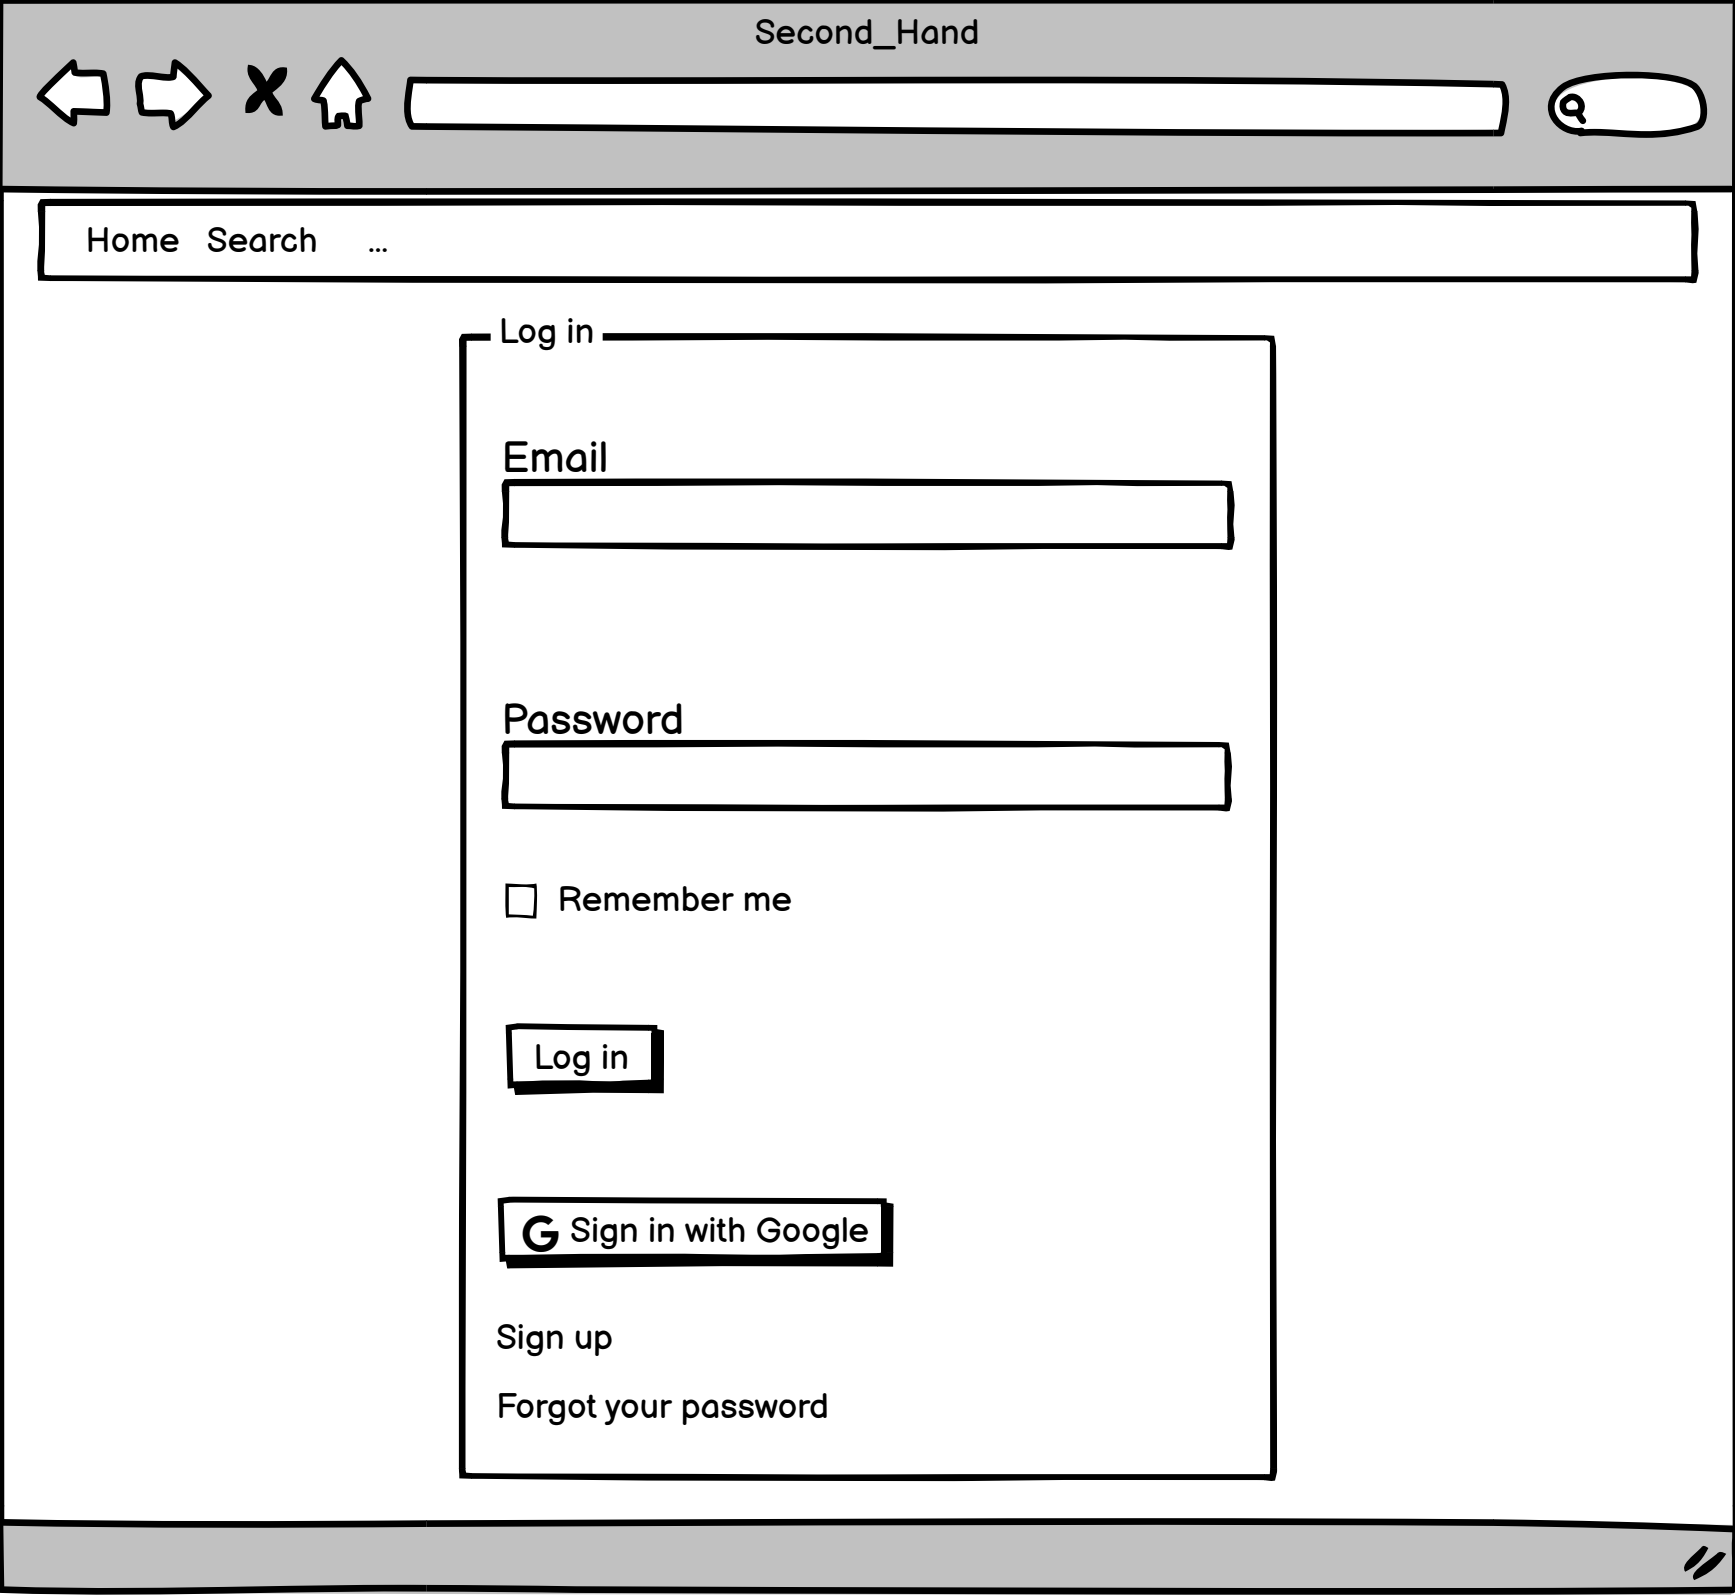 Second_Hand
Home Search ...
Log in
Email
Password
Remember me
Log in
G Sign in with Google
Sign up
Forgot your password